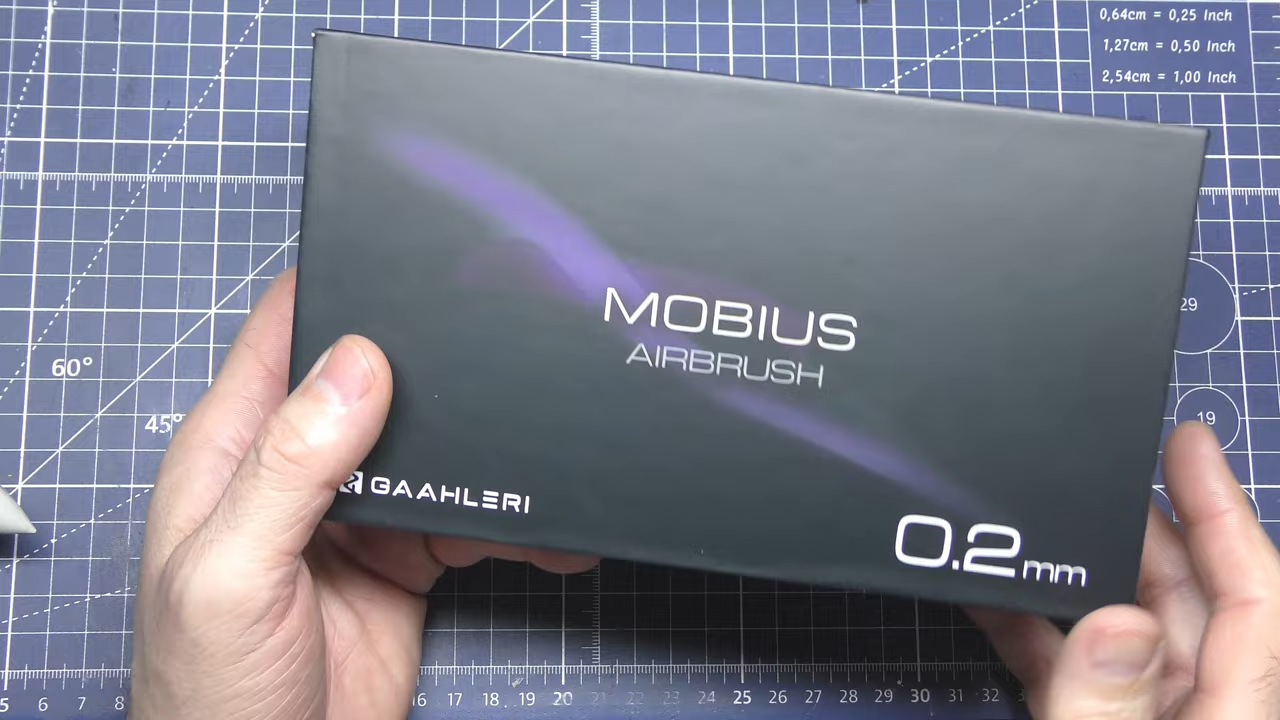 0,64cm = 0,25 Inch
1,27cm = 0,50 Inch
2,54cm = 1,00 Inch
29
MOBIUS
AIRBRUSH
60°
45°
19
GAAHLERI
0.2mm
5 6 7 8 16 17 18 19 20 21 22 23 24 25 26 27 28 29 30 31 32